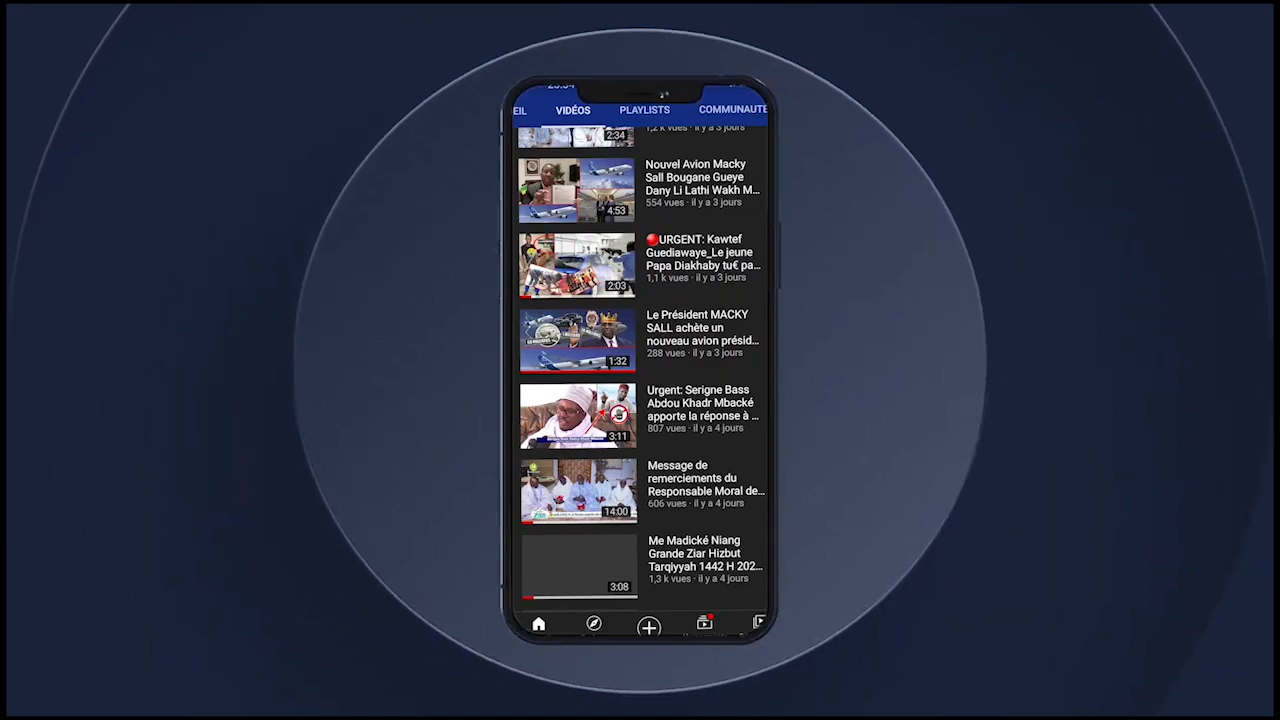 EIL VIDÉOS PLAYLISTS COMMUNAUTÉ
2:34
1,2 k vues · il y a 3 jours
Nouvel Avion Macky
Sall Bougane Gueye
Dany Li Lathi Wakh M...
554 vues · il y a 3 jours
4:53
🔴URGENT: Kawtef
Guediawaye_Le jeune
Papa Diakhaby tu€ pa...
1,1 k vues · il y a 3 jours
2:03
Le Président MACKY
SALL achète un
nouveau avion présid...
288 vues · il y a 3 jours
1:32
Urgent: Serigne Bass
Abdou Khadr Mbacké
apporte la réponse à ...
807 vues · il y a 4 jours
3:11
Message de
remerciements du
Responsable Moral de...
606 vues · il y a 4 jours
14:00
Me Madické Niang
Grande Ziar Hizbut
Tarqiyyah 1442 H 202...
1,3 k vues · il y a 4 jours
3:08